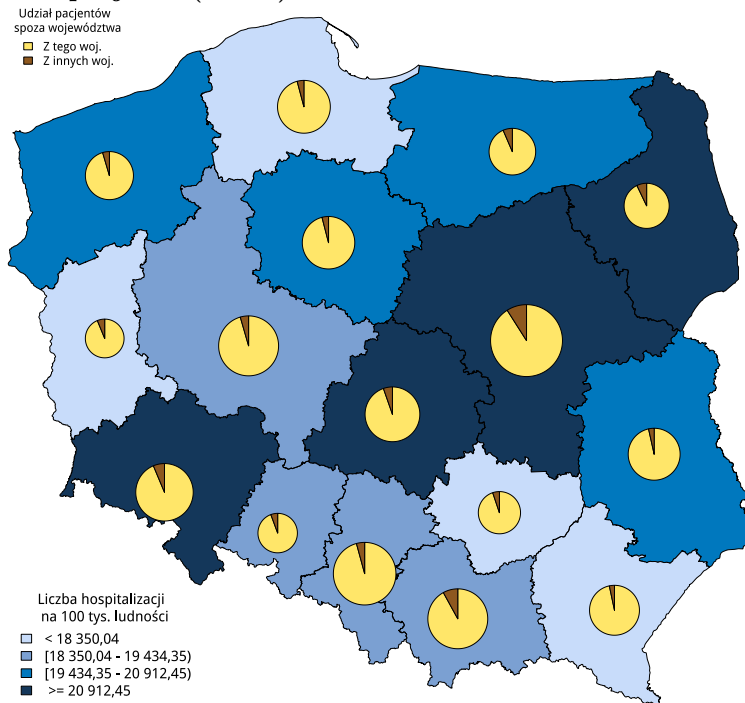 Udział pacjentów
spoza województwa
Z tego woj.
Z innych woj.
Liczba hospitalizacji
na 100 tys. ludności
< 18 350,04
[18 350,04 - 19 434,35)
[19 434,35 - 20 912,45)
>= 20 912,45